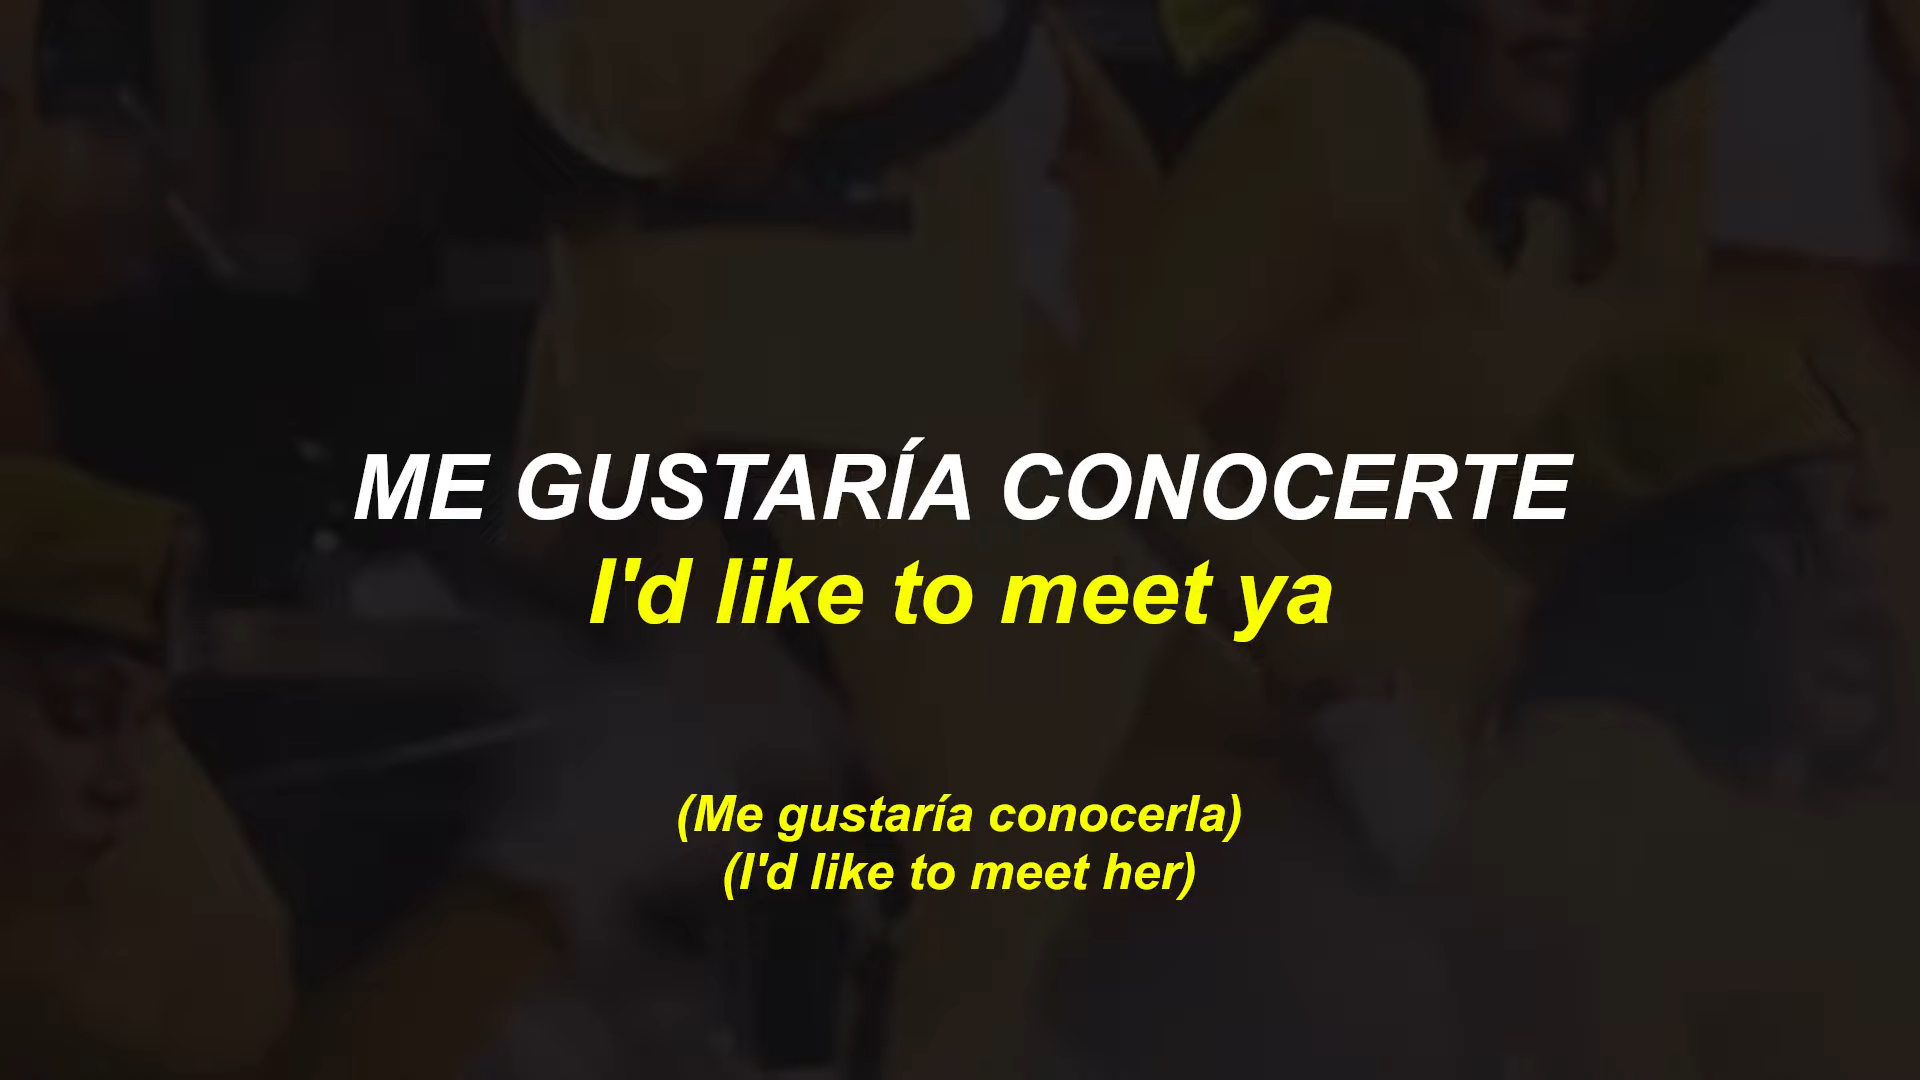 ME GUSTARÍA CONOCERTE
I'd like to meet ya
(Me gustaría conocerla)
(I'd like to meet her)